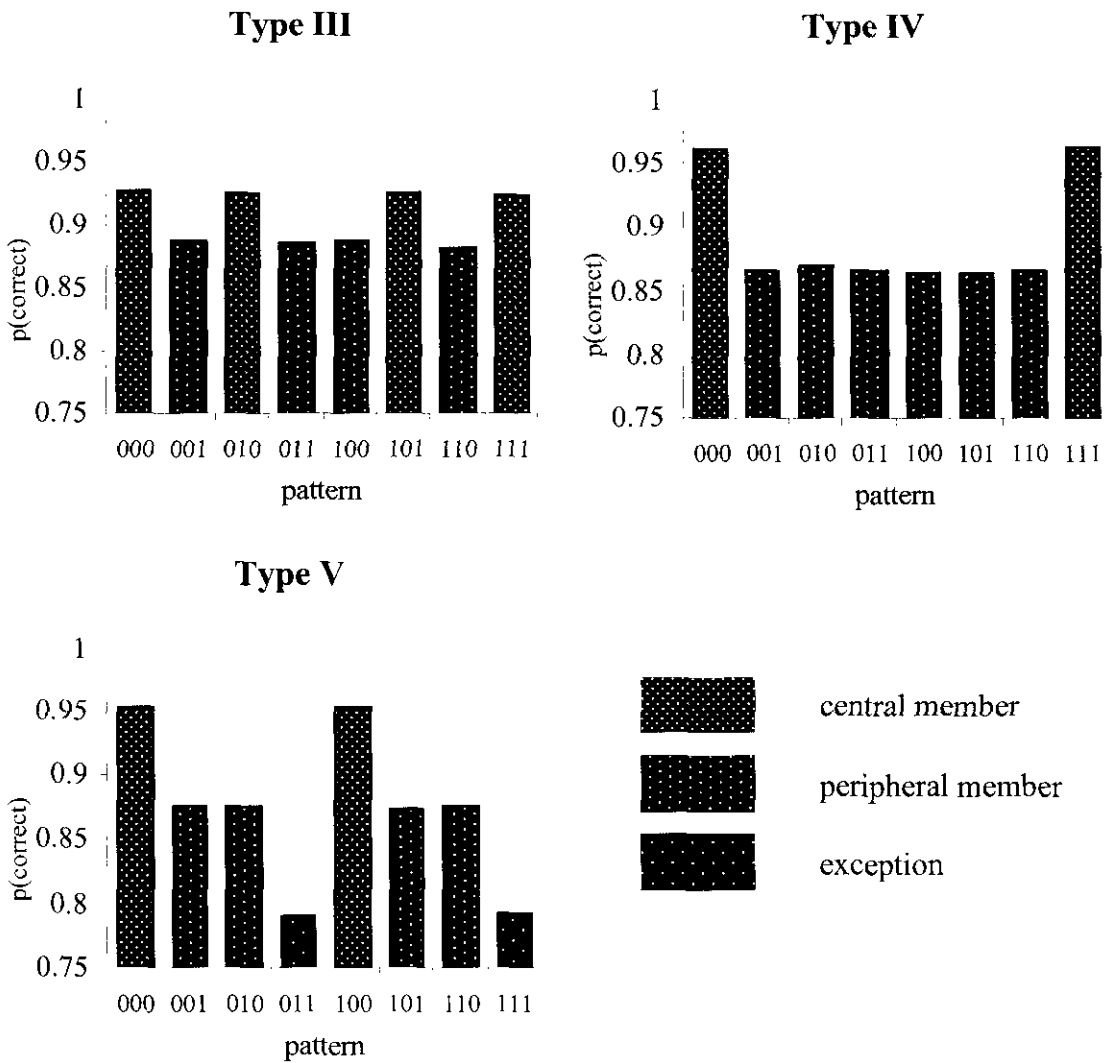 Type III
1
0.95
0.9
0.85
0.8
0.75
p(correct)
000 001 010 011 100 101 110 111
pattern
Type IV
1
0.95
0.9
0.85
0.8
0.75
p(correct)
000 001 010 011 100 101 110 111
pattern
Type V
1
0.95
0.9
0.85
0.8
0.75
p(correct)
000 001 010 011 100 101 110 111
pattern
central member
peripheral member
exception